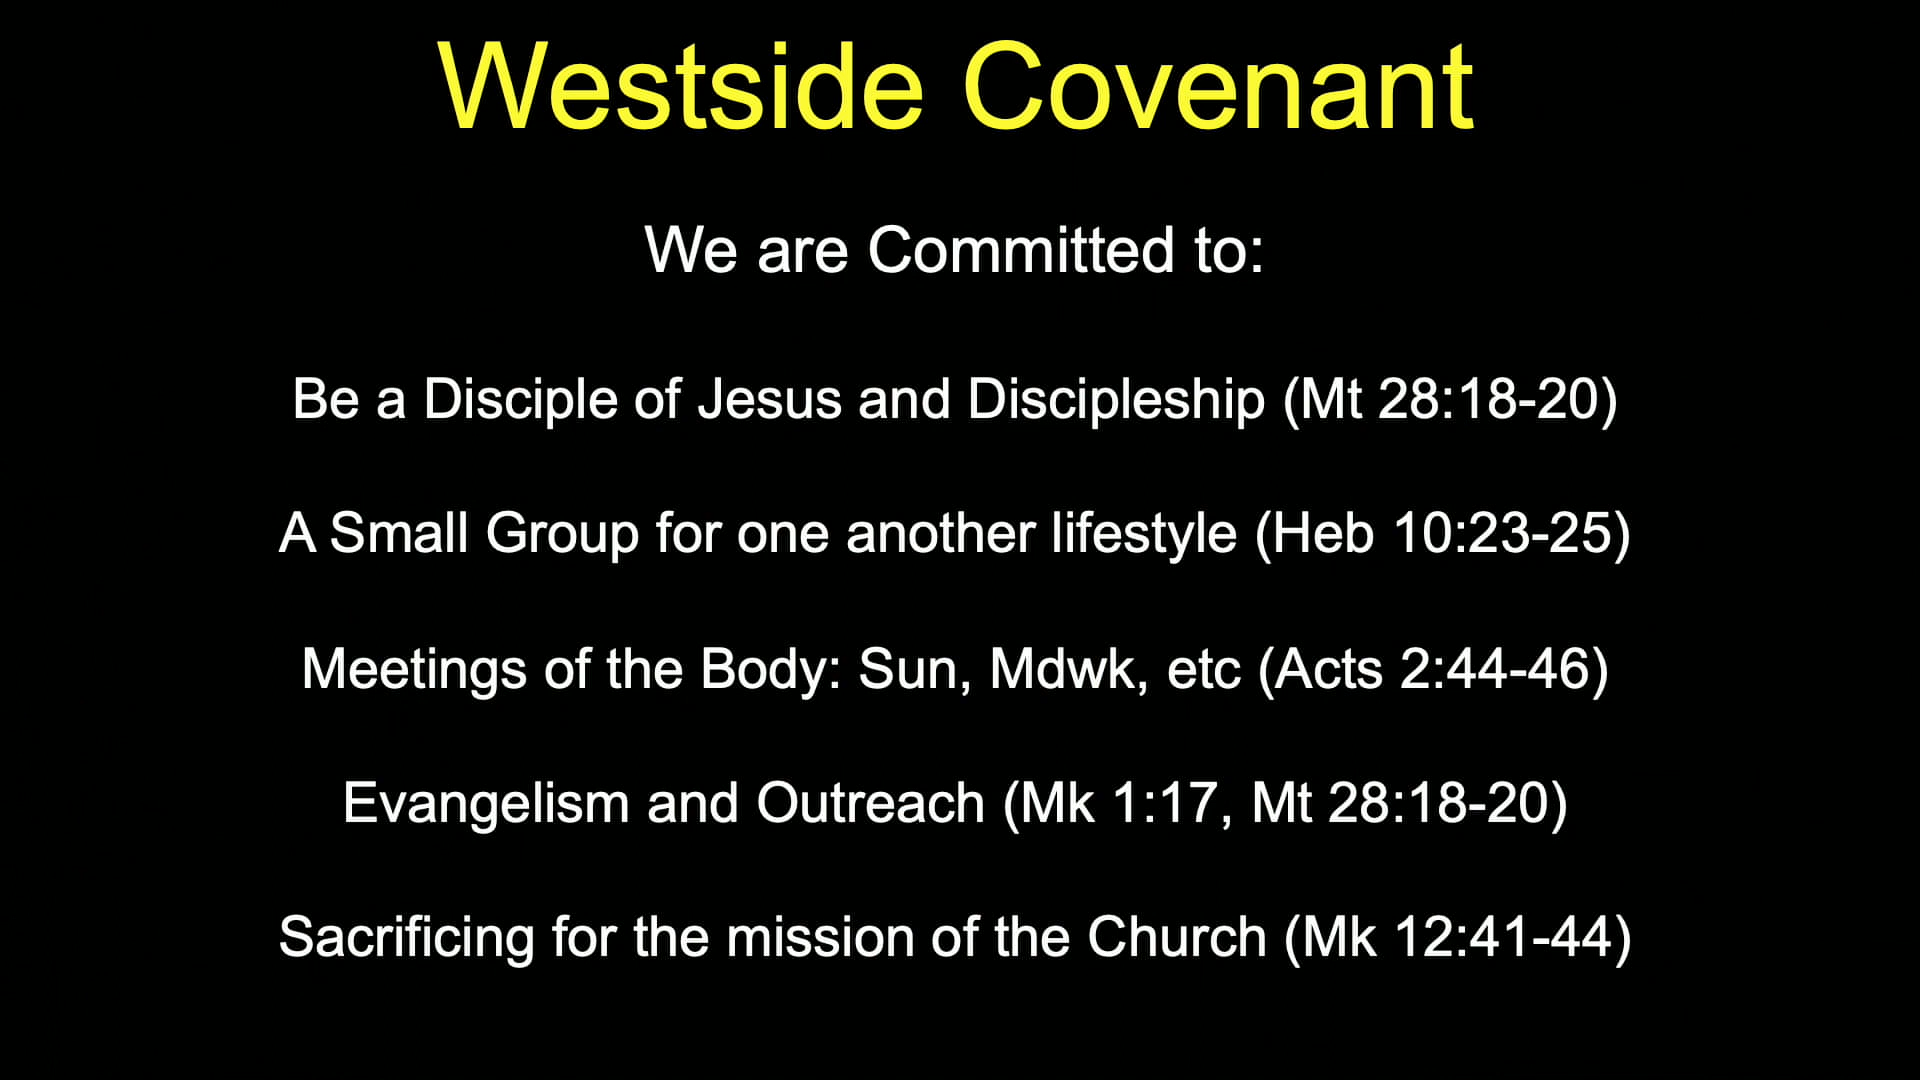 Westside Covenant
We are Committed to:
Be a Disciple of Jesus and Discipleship (Mt 28:18-20)
A Small Group for one another lifestyle (Heb 10:23-25)
Meetings of the Body: Sun, Mdwk, etc (Acts 2:44-46)
Evangelism and Outreach (Mk 1:17, Mt 28:18-20)
Sacrificing for the mission of the Church (Mk 12:41-44)